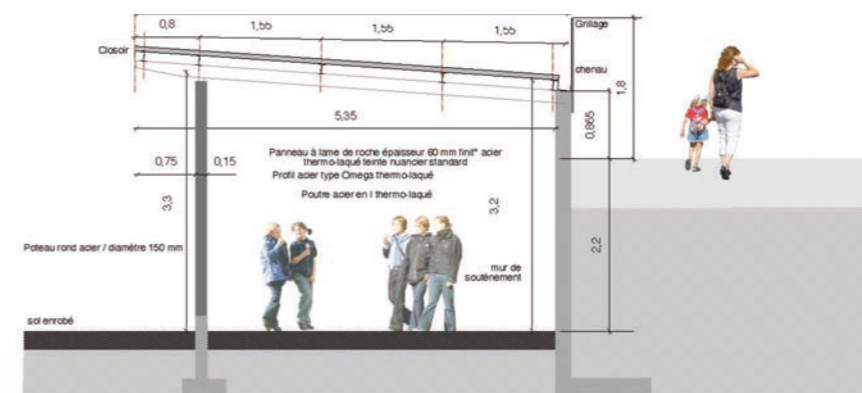 0,8
1,55
1,55
1,55
Grillage
Closoir
chenau
1,8
0,865
5,35
0,75
0,15
Panneau à lame de roche épaisseur 60 mm finit° acier
thermo-laqué teinte nuancier standard
Profil acier type Omega thermo-laqué
Poutre acier en I thermo-laqué
3,3
3,2
2,2
Poteau rond acier / diamètre 150 mm
mur de
soutènement
sol enrobé